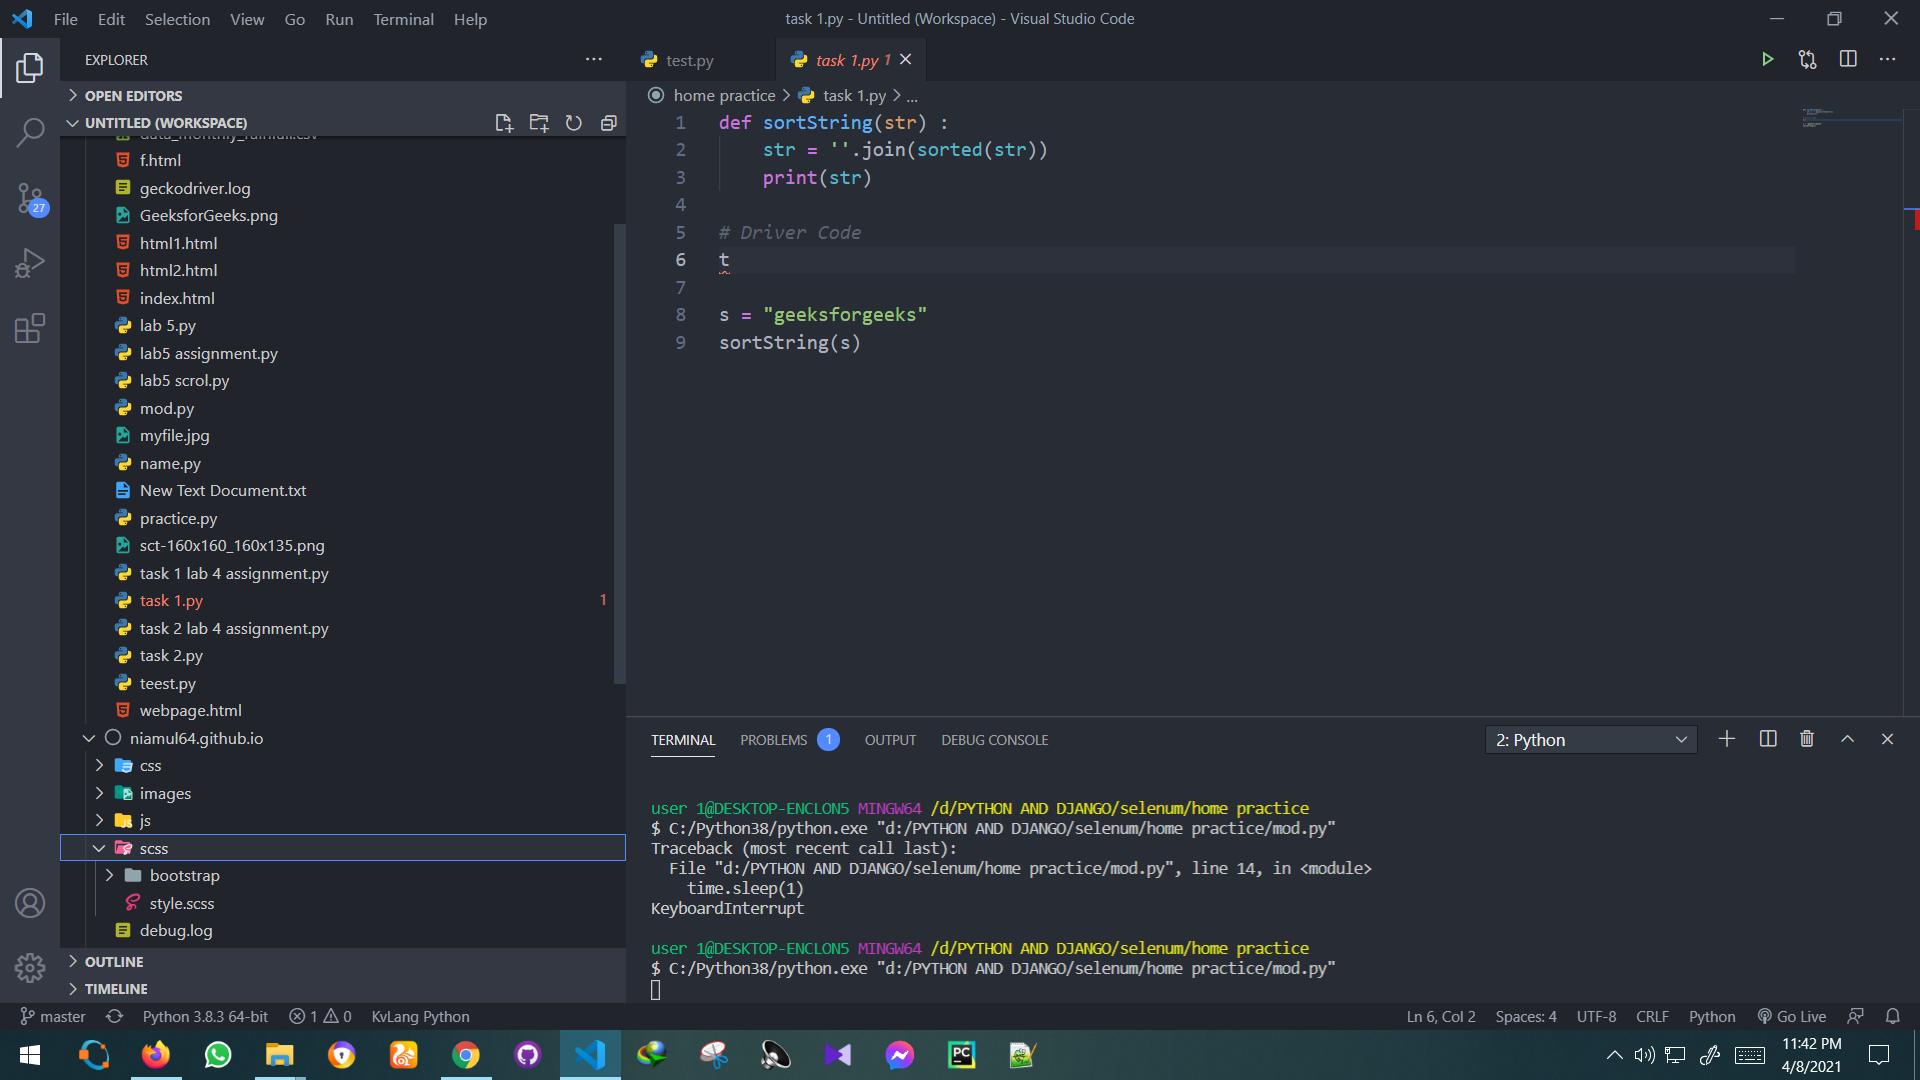 File Edit Selection View Go Run Terminal Help
task 1.py - Untitled (Workspace) - Visual Studio Code
EXPLORER
OPEN EDITORS
UNTITLED (WORKSPACE)
data_monthly_rainfall.csv
f.html
geckodriver.log
GeeksforGeeks.png
html1.html
html2.html
index.html
lab 5.py
lab5 assignment.py
lab5 scrol.py
mod.py
myfile.jpg
name.py
New Text Document.txt
practice.py
sct-160x160_160x135.png
task 1 lab 4 assignment.py
task 1.py 1
task 2 lab 4 assignment.py
task 2.py
teest.py
webpage.html
niamul64.github.io
css
images
js
scss
bootstrap
style.scss
debug.log
OUTLINE
TIMELINE
27
test.py
task 1.py 1
home practice > task 1.py > ...
1 def sortString(str) :
2 str = ''.join(sorted(str))
3 print(str)
4
5 # Driver Code
6 t
7
8 s = "geeksforgeeks"
9 sortString(s)
TERMINAL PROBLEMS 1 OUTPUT DEBUG CONSOLE
2: Python
user 1@DESKTOP-ENCLON5 MINGW64 /d/PYTHON AND DJANGO/selenum/home practice
$ C:/Python38/python.exe "d:/PYTHON AND DJANGO/selenum/home practice/mod.py"
Traceback (most recent call last):
File "d:/PYTHON AND DJANGO/selenum/home practice/mod.py", line 14, in <module>
time.sleep(1)
KeyboardInterrupt
user 1@DESKTOP-ENCLON5 MINGW64 /d/PYTHON AND DJANGO/selenum/home practice
$ C:/Python38/python.exe "d:/PYTHON AND DJANGO/selenum/home practice/mod.py"
master Python 3.8.3 64-bit 1 0 KvLang Python
Ln 6, Col 2 Spaces: 4 UTF-8 CRLF Python Go Live
PC
11:42 PM
4/8/2021